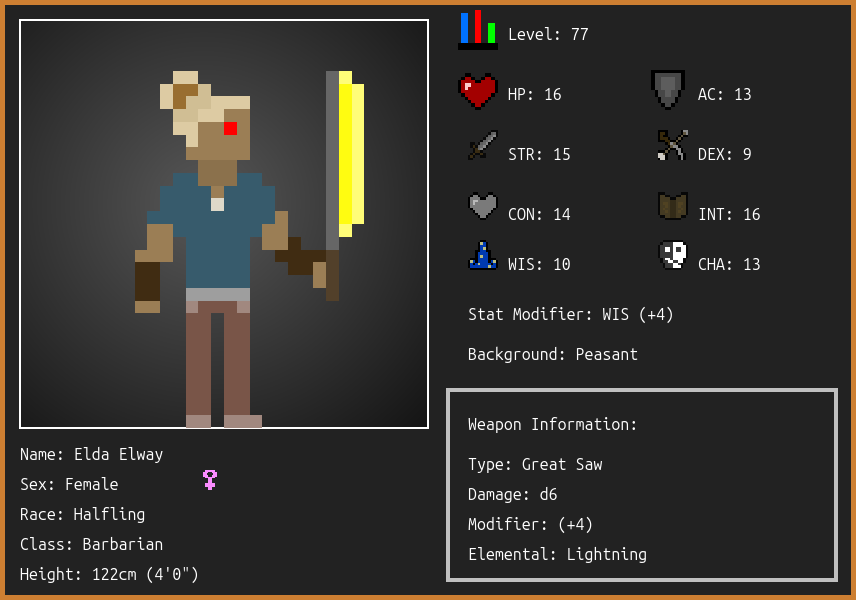 Level: 77
HP: 16
AC: 13
STR: 15
DEX: 9
CON: 14
INT: 16
WIS: 10
CHA: 13
Stat Modifier: WIS (+4)
Background: Peasant
Name: Elda Elway
Sex: Female
Race: Halfling
Class: Barbarian
Height: 122cm (4'0")
Weapon Information:
Type: Great Saw
Damage: d6
Modifier: (+4)
Elemental: Lightning